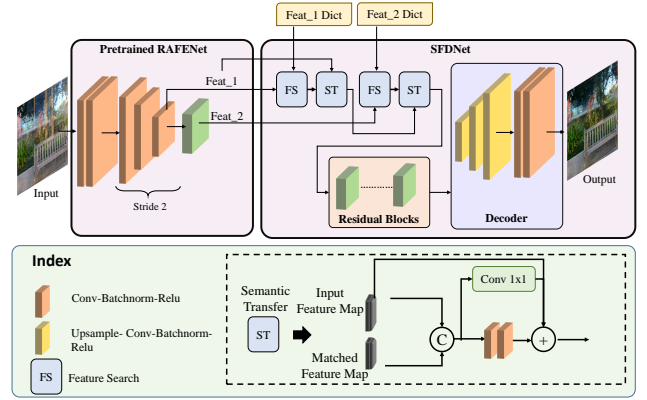 Feat_1 Dict
Feat_2 Dict
Pretrained RAFENet
SFDNet
Feat_1
FS
ST
FS
ST
Feat_2
Input
Output
Stride 2
Residual Blocks
Decoder
Index
Conv-Batchnorm-Relu
Upsample- Conv-Batchnorm-
Relu
FS
Feature Search
Semantic
Transfer
ST
Input
Feature Map
Matched
Feature Map
C
Conv 1x1
+